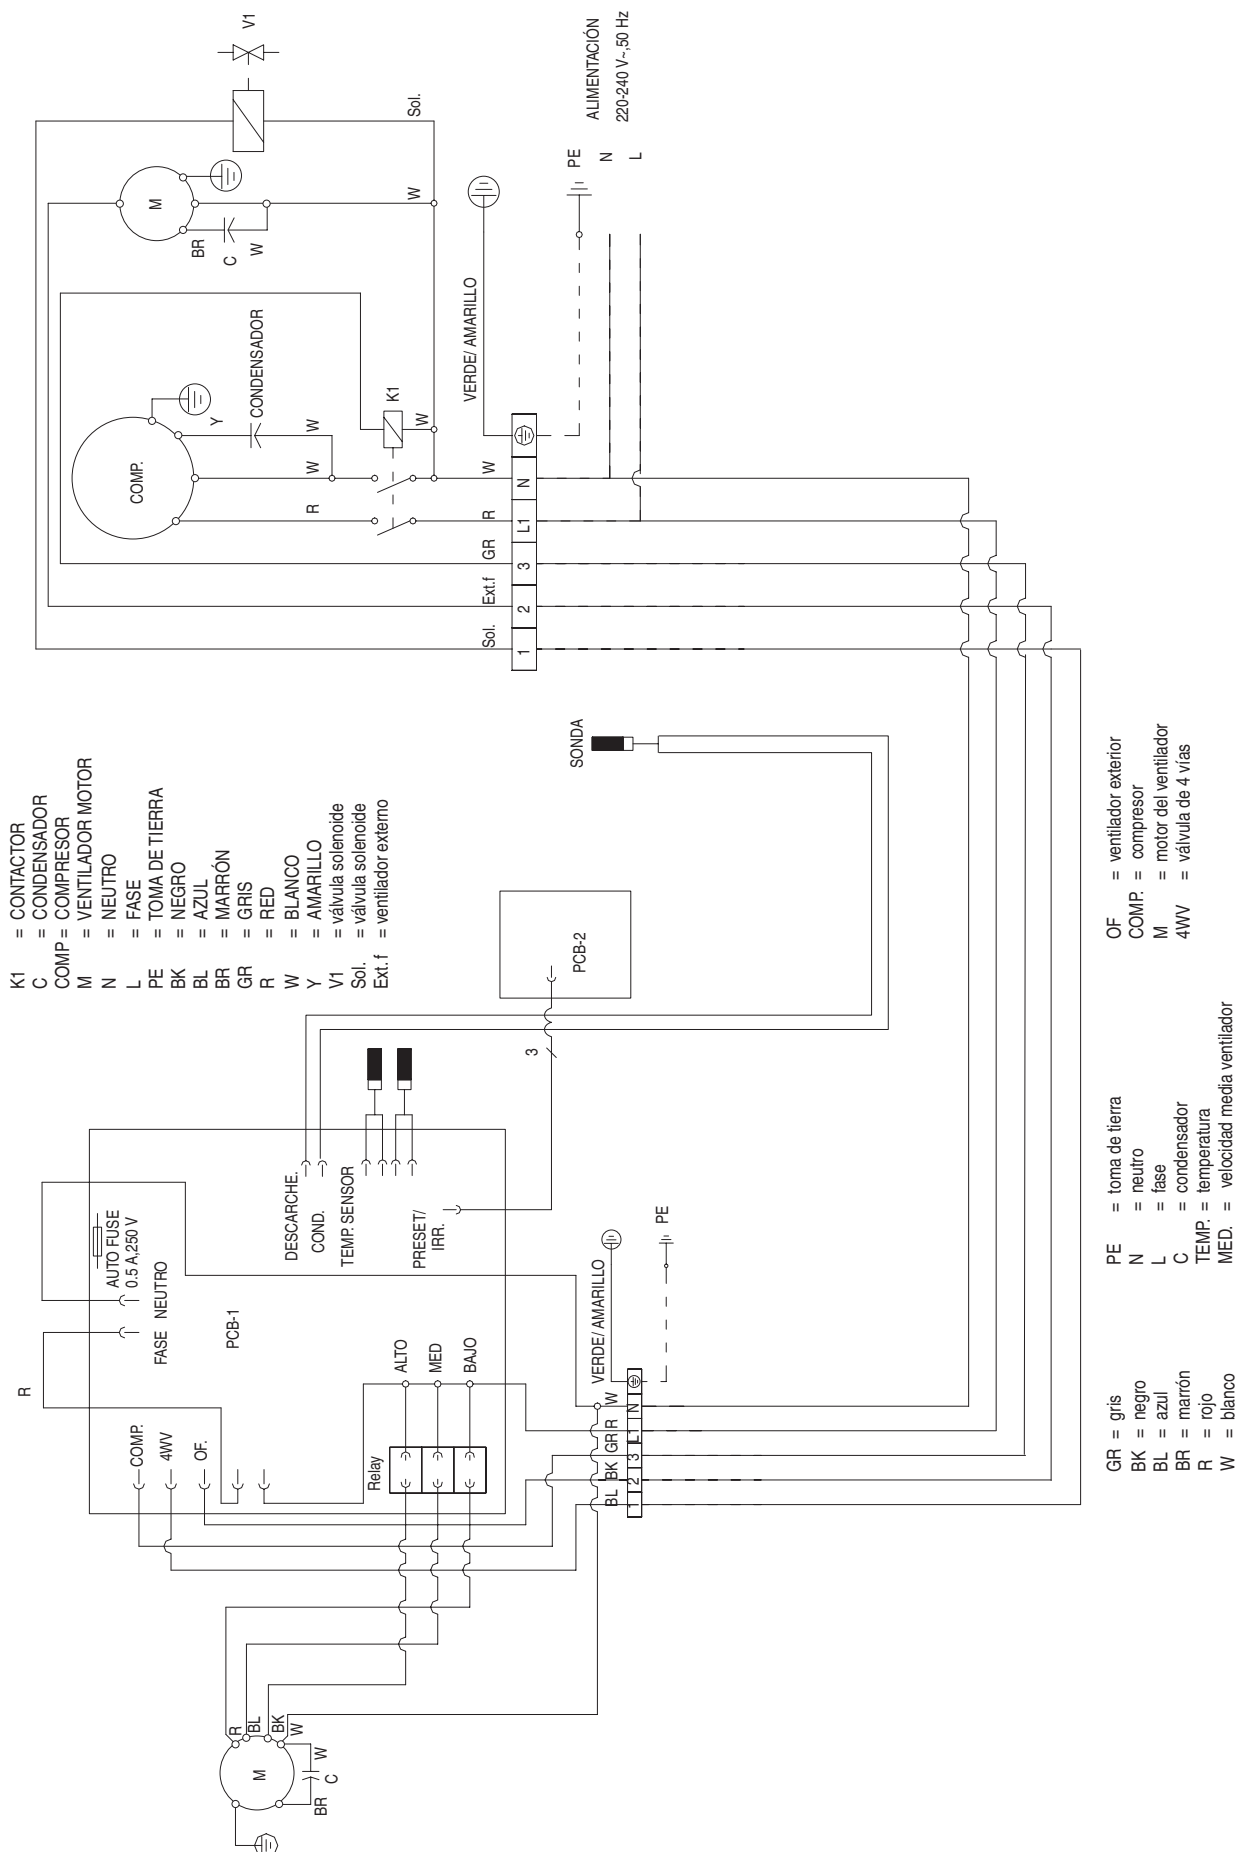 K1 = CONTACTOR
C = CONDENSADOR
COMP = COMPRESOR
M = VENTILADOR MOTOR
N = NEUTRO
L = FASE
PE = TOMA DE TIERRA
BK = NEGRO
BL = AZUL
BR = MARRÓN
GR = GRIS
R = RED
W = BLANCO
Y = AMARILLO
V1 = válvula solenoide
Sol. = válvula solenoide
Ext. f = ventilador externo
V1
Sol.
M
BR
C
W
W
COMP.
Y
CONDENSADOR
W
W
R
K1
W
VERDE/ AMARILLO
PE
N
L
ALIMENTACIÓN
220-240 V~,50 Hz
Sol.
Ext.f
GR
R
W
1
2
3
L1
N
SONDA
PCB-2
3
R
AUTO FUSE
0.5 A,250 V
FASE
NEUTRO
PCB-1
DESCARCHE.
COND.
TEMP. SENSOR
PRESET/
IRR.
COMP.
4WV
OF.
Relay
ALTO
MED
BAJO
VERDE/ AMARILLO
PE
BL
BK
GR
R
W
1
2
3
L1
N
R
BL
BK
W
M
W
C
BR
GR = gris
BK = negro
BL = azul
BR = marrón
R = rojo
W = blanco
PE = toma de tierra
N = neutro
L = fase
C = condensador
TEMP. = temperatura
MED. = velocidad media ventilador
OF = ventilador exterior
COMP. = compresor
M = motor del ventilador
4WV = válvula de 4 vías